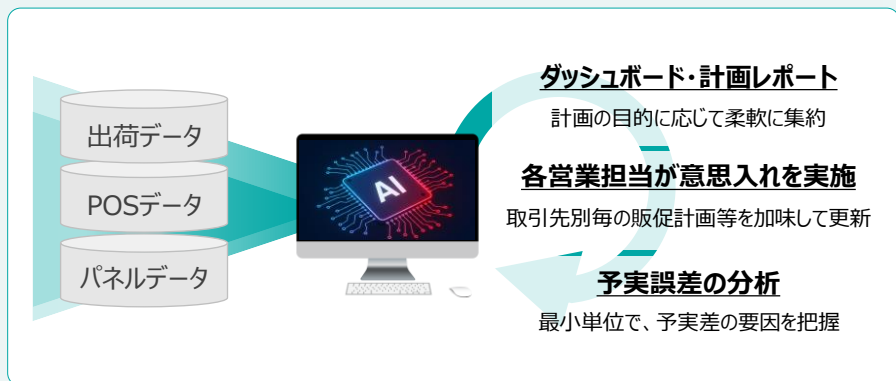 出荷データ
POSデータ
パネルデータ
AI
ダッシュボード・計画レポート
計画の目的に応じて柔軟に集約
各営業担当が意思入れを実施
取引先別毎の販促計画等を加味して更新
予実誤差の分析
最小単位で、予実差の要因を把握